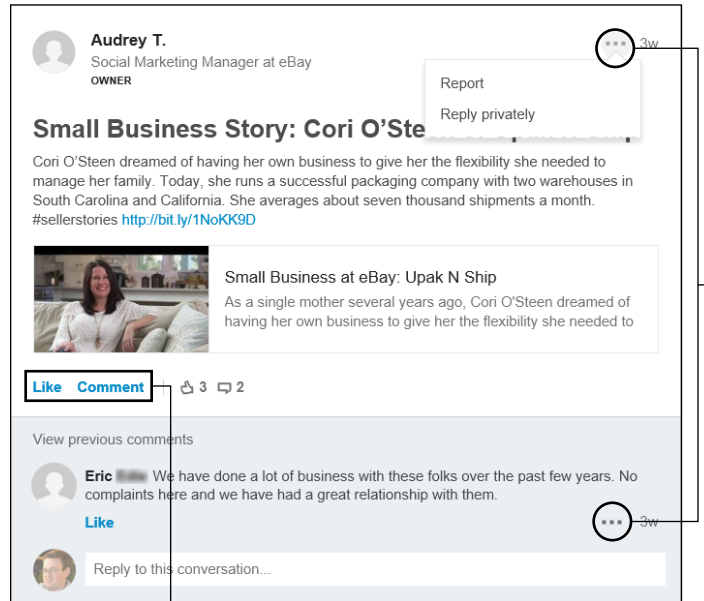 Audrey T.
3w
Social Marketing Manager at eBay
OWNER
Report
Reply privately
Small Business Story: Cori O’Ste
Cori O’Steen dreamed of having her own business to give her the flexibility she needed to
manage her family. Today, she runs a successful packaging company with two warehouses in
South Carolina and California. She averages about seven thousand shipments a month.
#sellerstories http://bit.ly/1NoKK9D
Small Business at eBay: Upak N Ship
As a single mother several years ago, Cori O'Steen dreamed of
having her own business to give her the flexibility she needed to
Like Comment 3 2
View previous comments
Eric We have done a lot of business with these folks over the past few years. No
complaints here and we have had a great relationship with them.
Like
3w
Reply to this conversation...